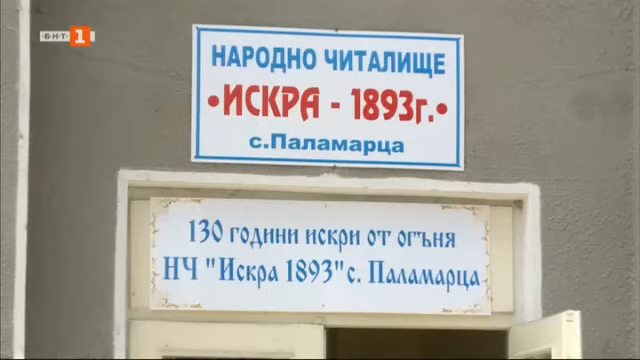 БНТ 1
НАРОДНО ЧИТАЛИЩЕ
•ИСКРА - 1893г.•
с.Паламарца
130 години искри от огъня
НЧ "Искра 1893" с. Паламарца